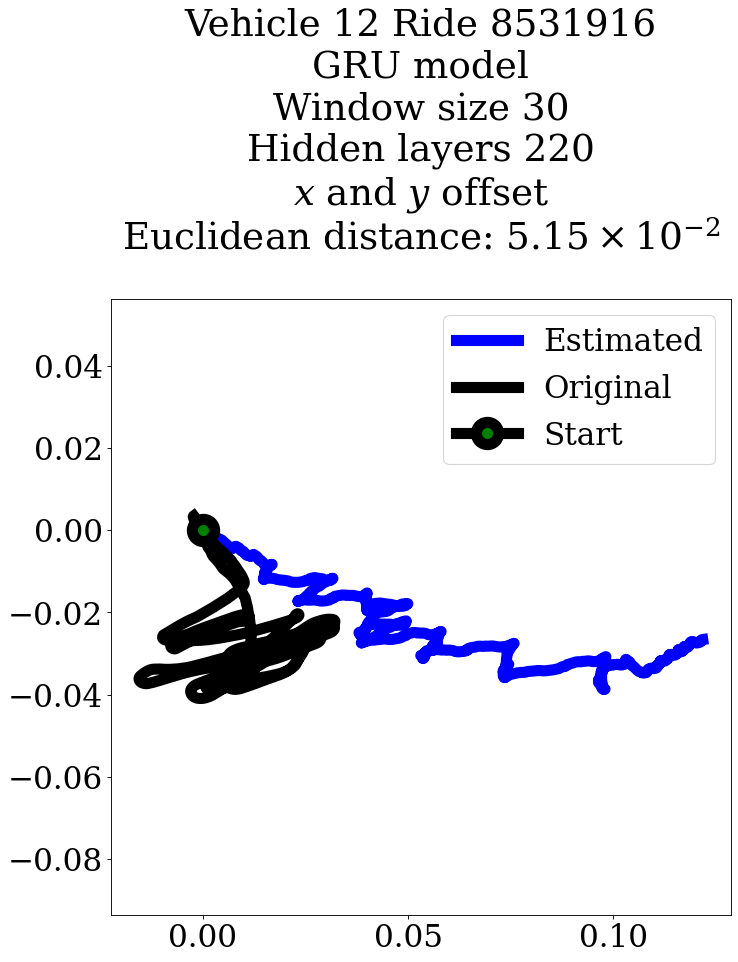 Vehicle 12 Ride 8531916
GRU model
Window size 30
Hidden layers 220
x and y offset
Euclidean distance: 5.15 × 10⁻²
Estimated
Original
Start
0.04
0.02
0.00
−0.02
−0.04
−0.06
−0.08
0.00 0.05 0.10